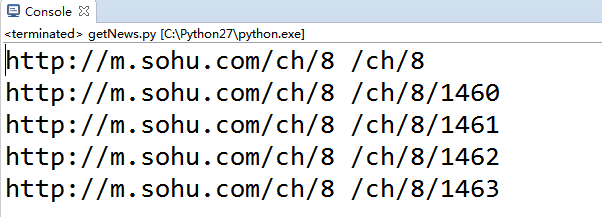 Console
<terminated> getNews.py [C:\Python27\python.exe]
http://m.sohu.com/ch/8 /ch/8
http://m.sohu.com/ch/8 /ch/8/1460
http://m.sohu.com/ch/8 /ch/8/1461
http://m.sohu.com/ch/8 /ch/8/1462
http://m.sohu.com/ch/8 /ch/8/1463